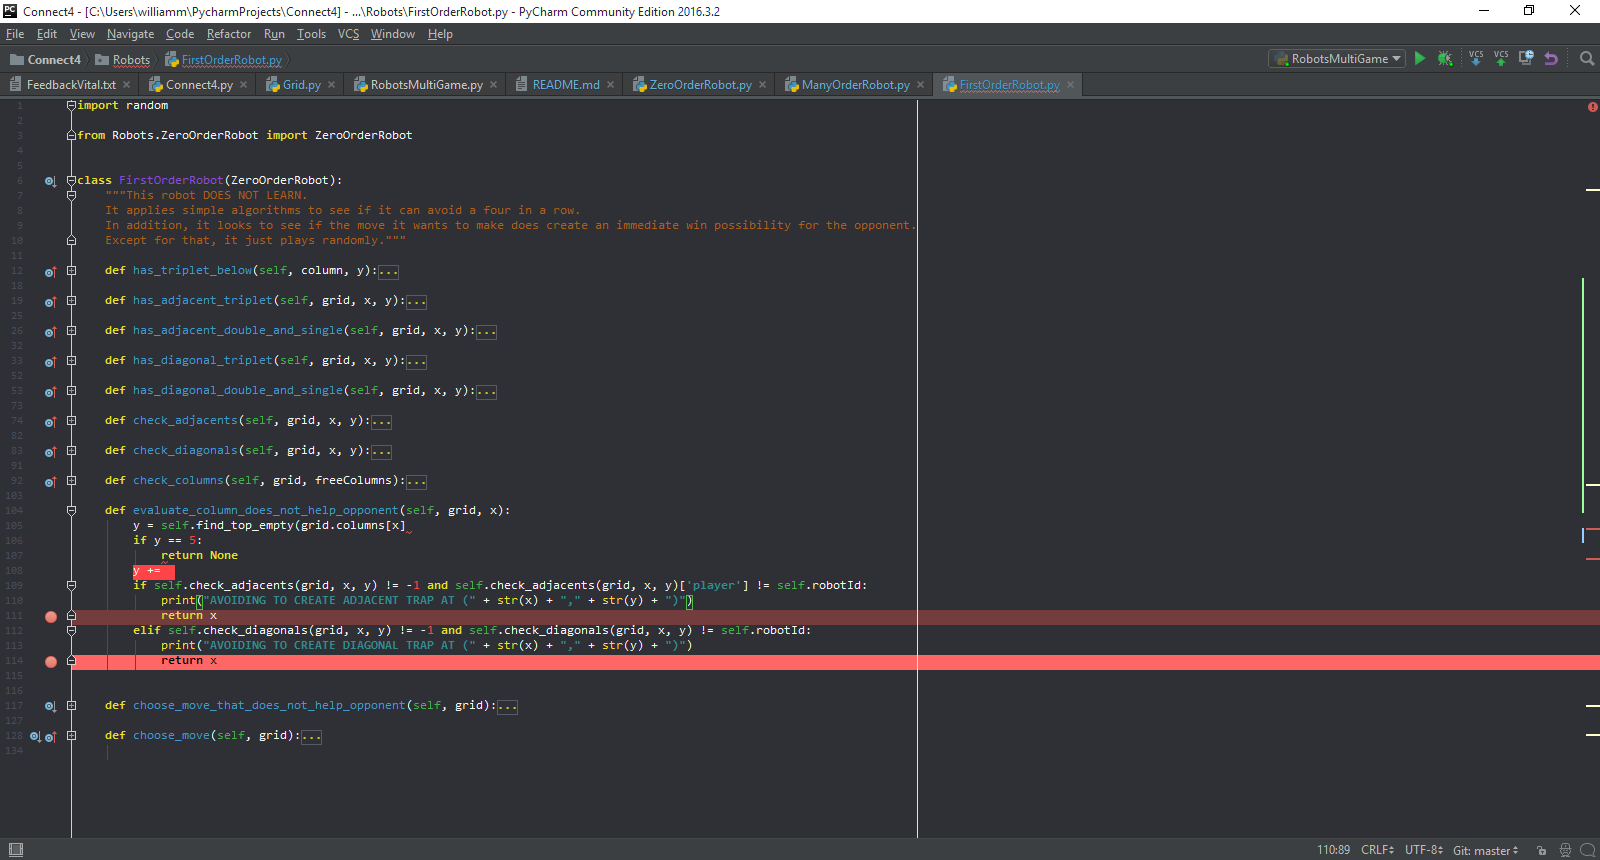 Connect4 - [C:\Users\williamm\PycharmProjects\Connect4] - ...\Robots\FirstOrderRobot.py - PyCharm Community Edition 2016.3.2
File Edit View Navigate Code Refactor Run Tools VCS Window Help
Connect4 Robots FirstOrderRobot.py RobotsMultiGame VCS VCS
FeedbackVital.txt Connect4.py Grid.py RobotsMultiGame.py README.md ZeroOrderRobot.py ManyOrderRobot.py FirstOrderRobot.py
1 import random
2
3 from Robots.ZeroOrderRobot import ZeroOrderRobot
4
5
6 class FirstOrderRobot(ZeroOrderRobot):
7 """This robot DOES NOT LEARN.
8 It applies simple algorithms to see if it can avoid a four in a row.
9 In addition, it looks to see if the move it wants to make does create an immediate win possibility for the opponent.
10 Except for that, it just plays randomly."""
11
12 def has_triplet_below(self, column, y):...
18
19 def has_adjacent_triplet(self, grid, x, y):...
25
26 def has_adjacent_double_and_single(self, grid, x, y):...
32
33 def has_diagonal_triplet(self, grid, x, y):...
52
53 def has_diagonal_double_and_single(self, grid, x, y):...
73
74 def check_adjacents(self, grid, x, y):...
82
83 def check_diagonals(self, grid, x, y):...
91
92 def check_columns(self, grid, freeColumns):...
103
104 def evaluate_column_does_not_help_opponent(self, grid, x):
105 y = self.find_top_empty(grid.columns[x]
106 if y == 5:
107 return None
108 y +=
109 if self.check_adjacents(grid, x, y) != -1 and self.check_adjacents(grid, x, y)['player'] != self.robotId:
110 print("AVOIDING TO CREATE ADJACENT TRAP AT (" + str(x) + "," + str(y) + ")")
111 return x
112 elif self.check_diagonals(grid, x, y) != -1 and self.check_diagonals(grid, x, y) != self.robotId:
113 print("AVOIDING TO CREATE DIAGONAL TRAP AT (" + str(x) + "," + str(y) + ")")
114 return x
115
116
117 def choose_move_that_does_not_help_opponent(self, grid):...
127
128 def choose_move(self, grid):...
134
110:89 CRLF UTF-8 Git: master